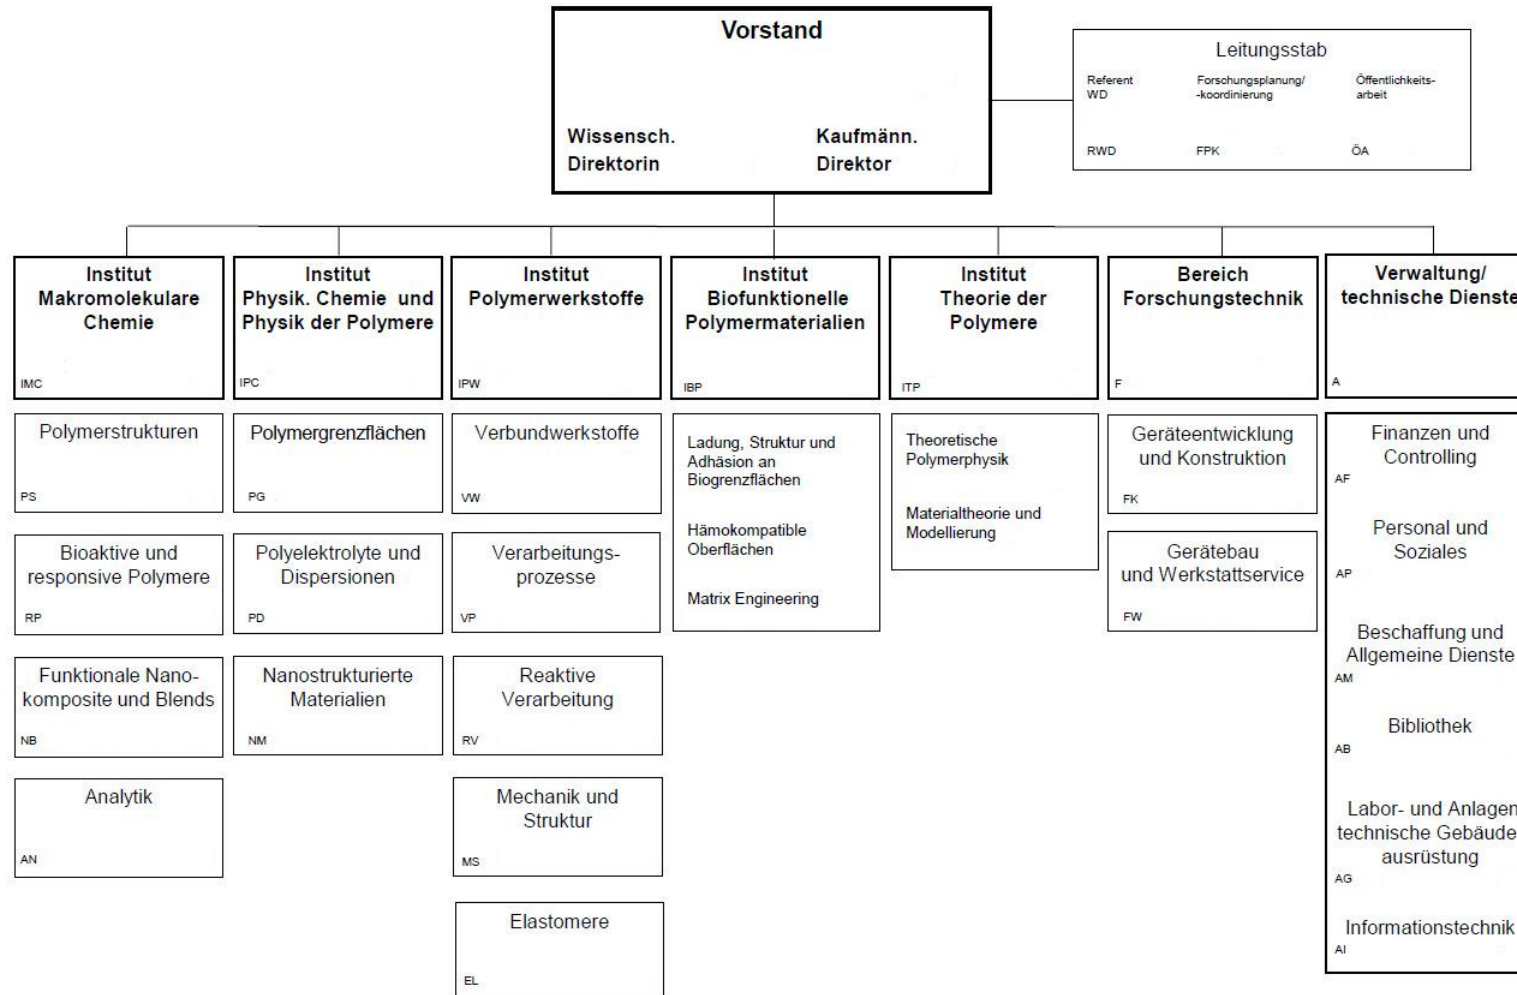 Vorstand
Wissensch.
Direktorin
Kaufmänn.
Direktor
Leitungsstab
Referent
WD
RWD
Forschungsplanung/
-koordinierung
FPK
Öffentlichkeits-
arbeit
ÖA
Institut
Makromolekulare
Chemie
IMC
Polymerstrukturen
PS
Bioaktive und
responsive Polymere
RP
Funktionale Nano-
komposite und Blends
NB
Analytik
AN
Institut
Physik. Chemie und
Physik der Polymere
IPC
Polymergrenzflächen
PG
Polyelektrolyte und
Dispersionen
PD
Nanostrukturierte
Materialien
NM
Institut
Polymerwerkstoffe
IPW
Verbundwerkstoffe
VW
Verarbeitungs-
prozesse
VP
Reaktive
Verarbeitung
RV
Mechanik und
Struktur
MS
Elastomere
EL
Institut
Biofunktionelle
Polymermaterialien
IBP
Ladung, Struktur und
Adhäsion an
Biogrenzflächen
Hämokompatible
Oberflächen
Matrix Engineering
Institut
Theorie der
Polymere
ITP
Theoretische
Polymerphysik
Materialtheorie und
Modellierung
Bereich
Forschungstechnik
F
Geräteentwicklung
und Konstruktion
FK
Gerätebau
und Werkstattservice
FW
Verwaltung/
technische Dienste
A
Finanzen und
Controlling
AF
Personal und
Soziales
AP
Beschaffung und
Allgemeine Dienste
AM
Bibliothek
AB
Labor- und Anlagen
technische Gebäude
ausrüstung
AG
Informationstechnik
AI